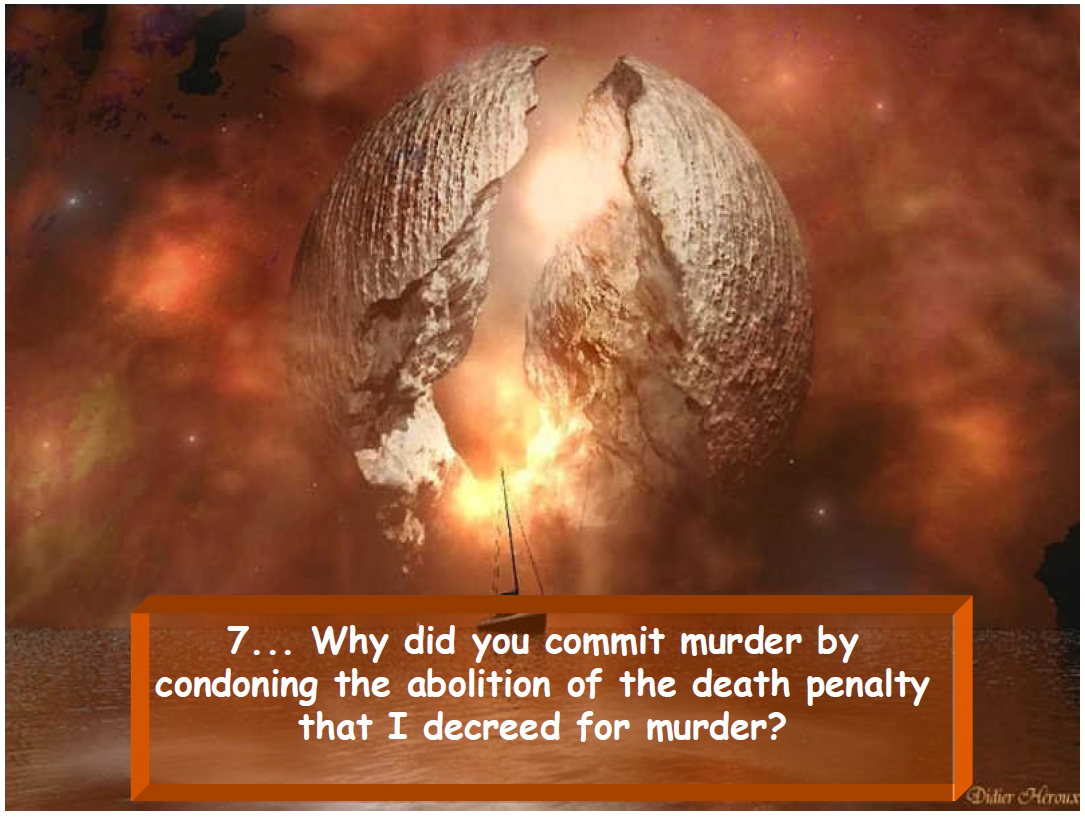 7... Why did you commit murder by
condoning the abolition of the death penalty
that I decreed for murder?
Didier Héroux